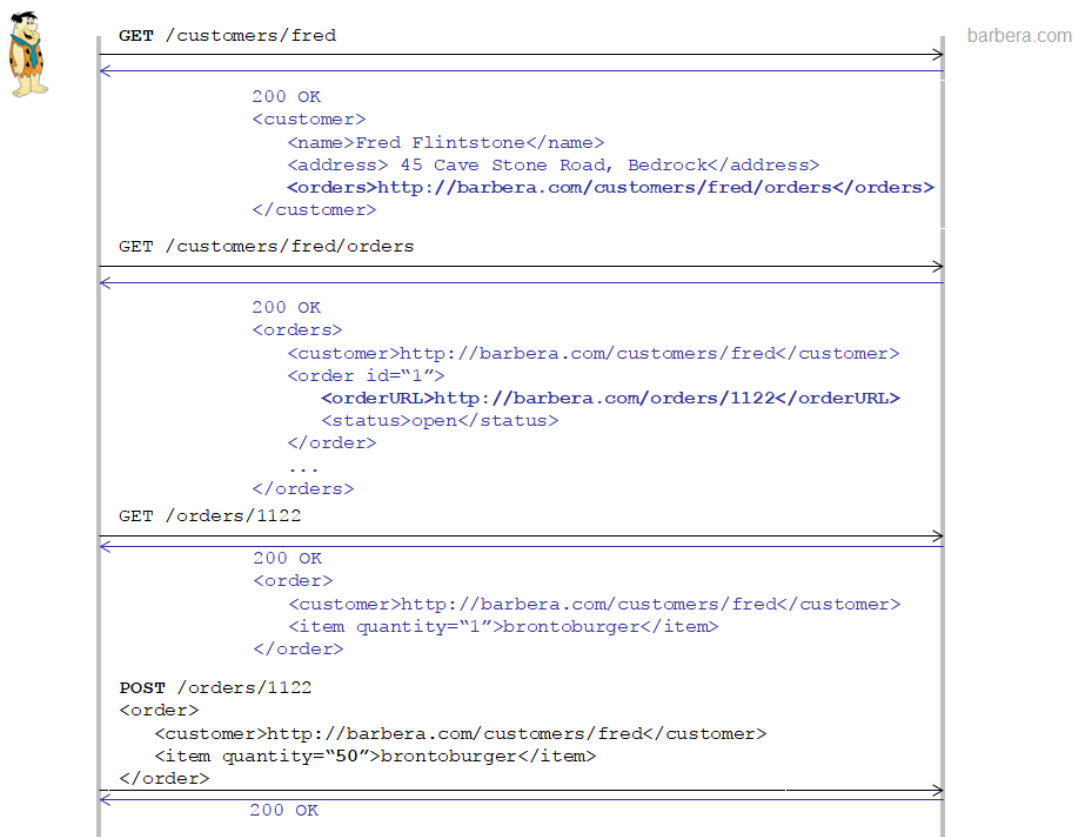 GET /customers/fred
barbera.com
200 OK
<customer>
<name>Fred Flintstone</name>
<address> 45 Cave Stone Road, Bedrock</address>
<orders>http://barbera.com/customers/fred/orders</orders>
</customer>
GET /customers/fred/orders
200 OK
<orders>
<customer>http://barbera.com/customers/fred</customer>
<order id=“1”>
<orderURL>http://barbera.com/orders/1122</orderURL>
<status>open</status>
</order>
...
</orders>
GET /orders/1122
200 OK
<order>
<customer>http://barbera.com/customers/fred</customer>
<item quantity=“1”>brontoburger</item>
</order>
POST /orders/1122
<order>
<customer>http://barbera.com/customers/fred</customer>
<item quantity=“50”>brontoburger</item>
</order>
200 OK